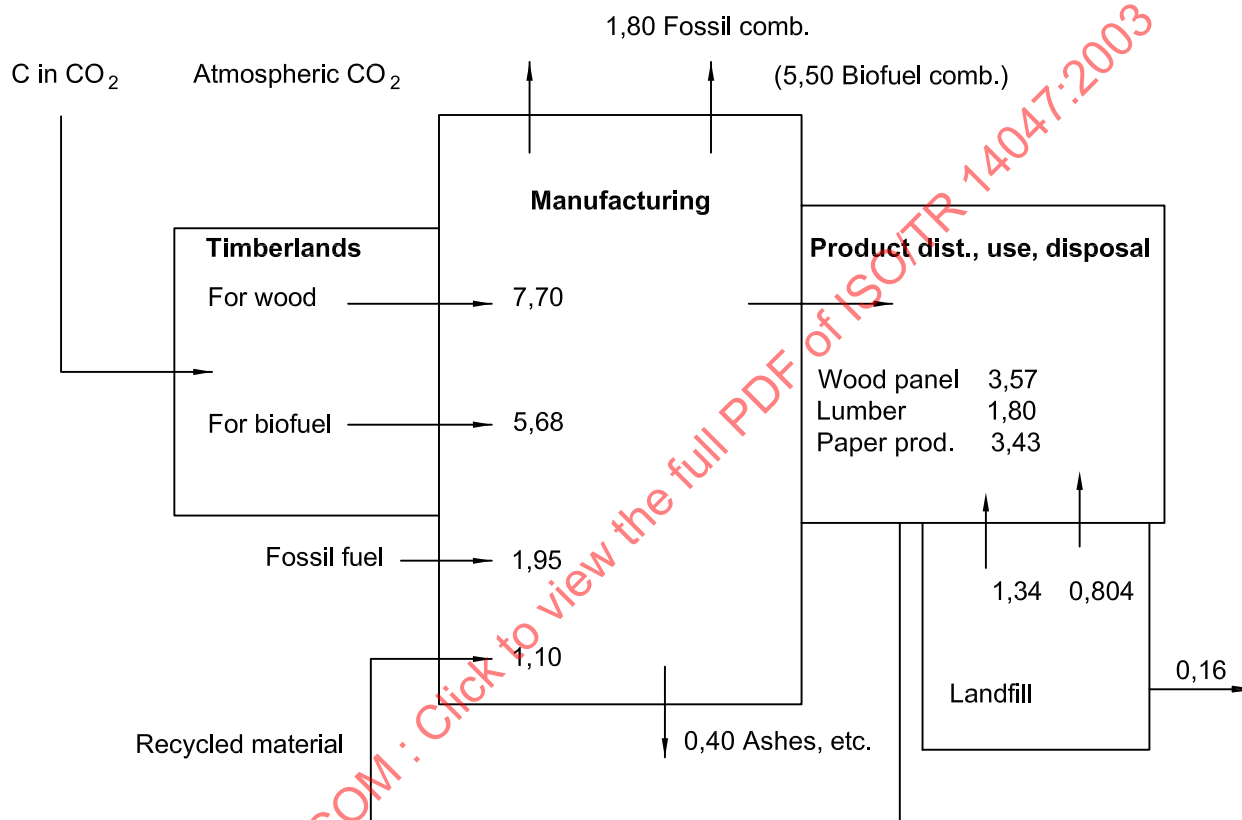 1,80 Fossil comb.
C in CO₂
Atmospheric CO₂
(5,50 Biofuel comb.)
Manufacturing
Timberlands
Product dist., use, disposal
For wood
7,70
Wood panel 3,57
Lumber 1,80
Paper prod. 3,43
For biofuel
5,68
Fossil fuel
1,95
1,34 0,804
1,10
0,16
Landfill
Recycled material
0,40 Ashes, etc.
COM : Click to view the full PDF of ISO/TR 14047:2003